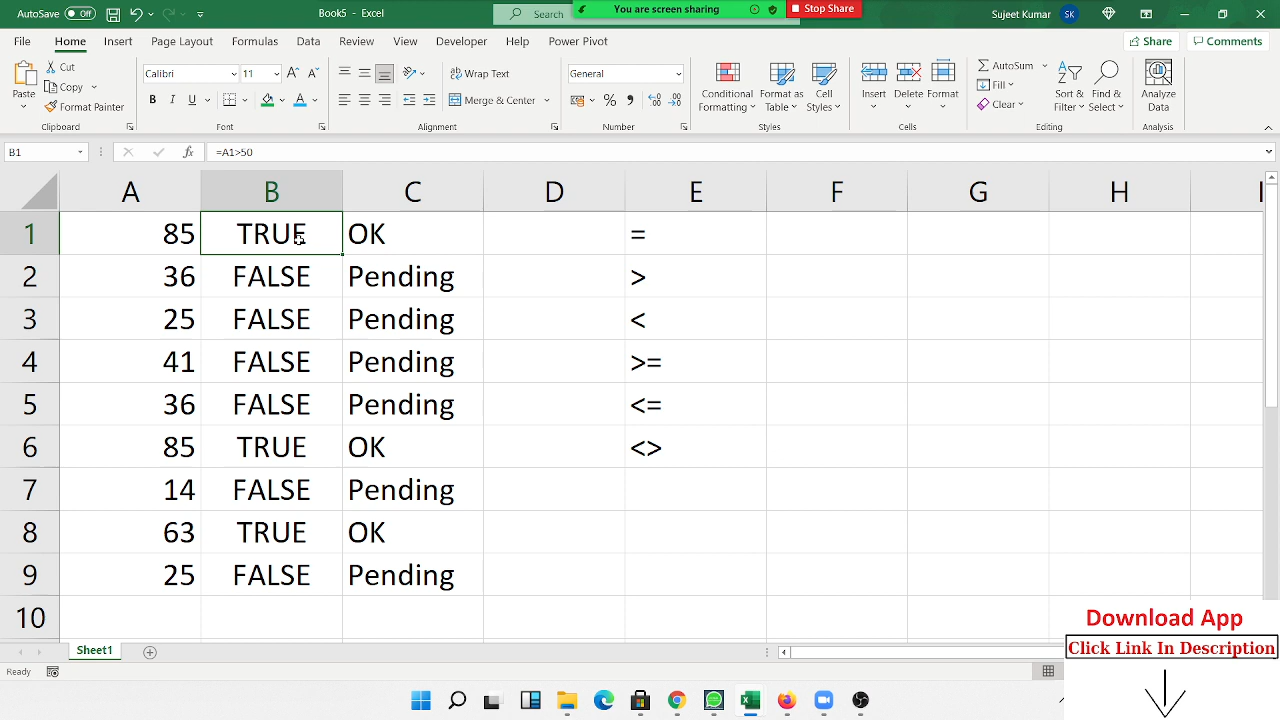 AutoSave Off Book5 - Excel Search You are screen sharing Stop Share Sujeet Kumar SK
File Home Insert Page Layout Formulas Data Review View Developer Help Power Pivot Share Comments
Paste Cut Copy Format Painter Clipboard
Calibri 11 B I U A Font
Wrap Text Merge & Center Alignment
General % , Number
Conditional Formatting Format as Table Cell Styles Styles
Insert Delete Format Cells
AutoSum Fill Clear Sort & Filter Find & Select Editing
Analyze Data Analysis
B1 fx =A1>50
A B C D E F G H I
1 85 TRUE OK =
2 36 FALSE Pending >
3 25 FALSE Pending <
4 41 FALSE Pending >=
5 36 FALSE Pending <=
6 85 TRUE OK <>
7 14 FALSE Pending
8 63 TRUE OK
9 25 FALSE Pending
10
Download App
Click Link In Description
Sheet1
Ready